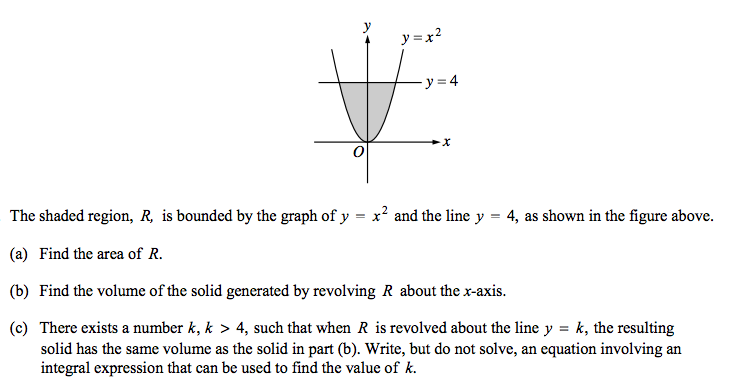 y
y = x²
y = 4
x
O
The shaded region, R, is bounded by the graph of y = x² and the line y = 4, as shown in the figure above.
(a) Find the area of R.
(b) Find the volume of the solid generated by revolving R about the x-axis.
(c) There exists a number k, k > 4, such that when R is revolved about the line y = k, the resulting
solid has the same volume as the solid in part (b). Write, but do not solve, an equation involving an
integral expression that can be used to find the value of k.